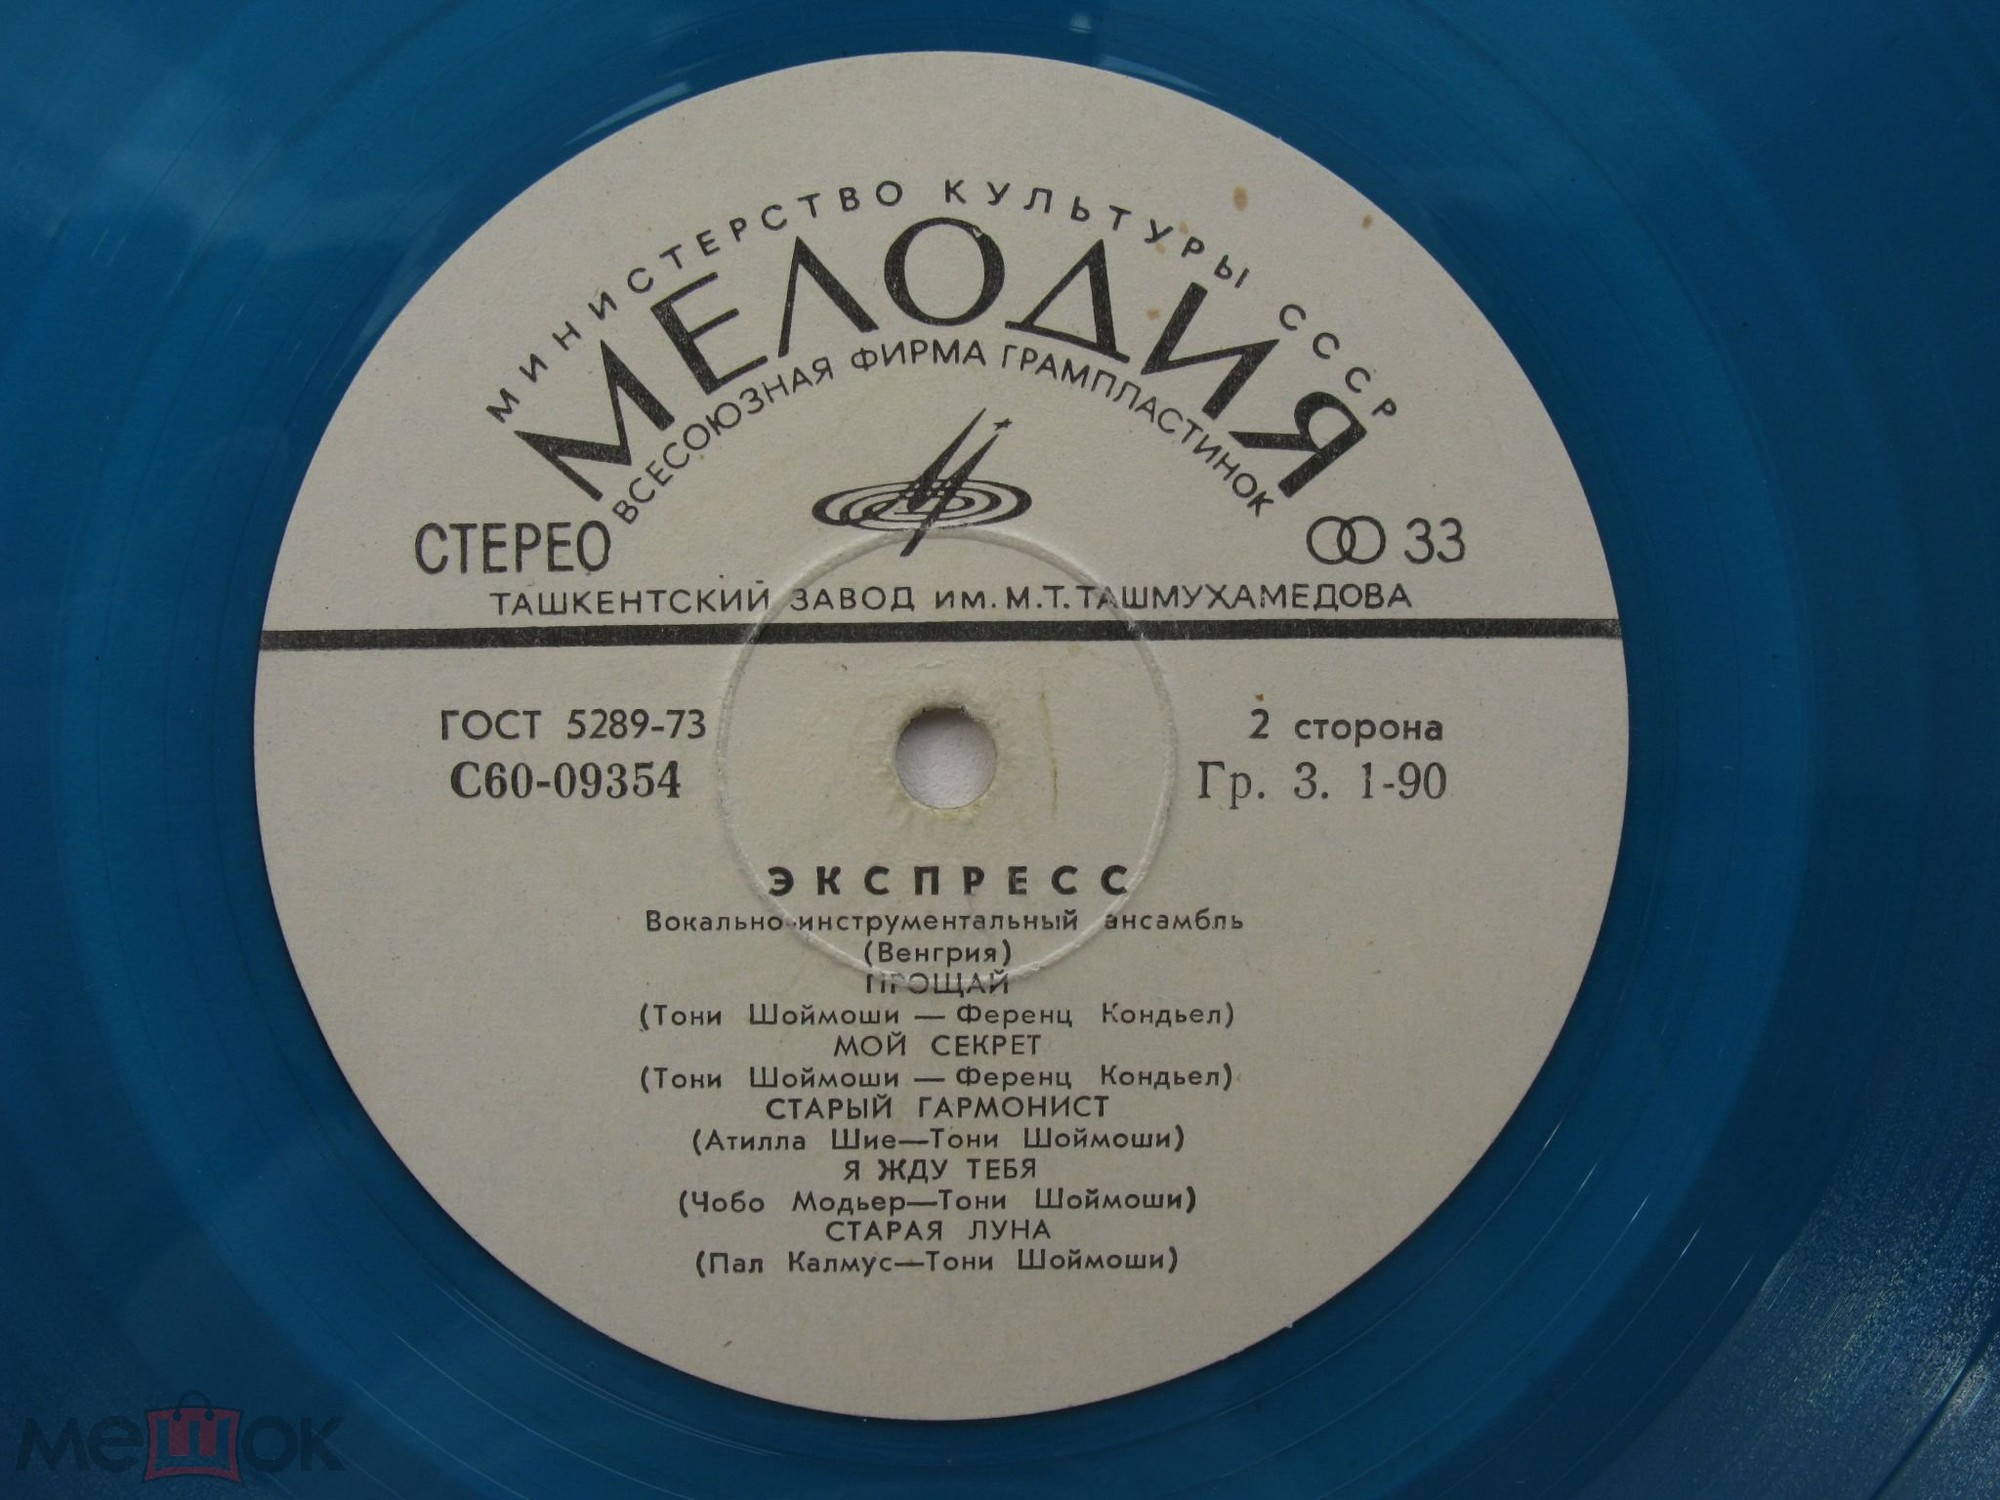 МИНИСТЕРСТВО КУЛЬТУРЫ СССР
МЕЛОДИЯ
ВСЕСОЮЗНАЯ ФИРМА ГРАМПЛАСТИНОК
СТЕРЕО 33
ТАШКЕНТСКИЙ ЗАВОД ИМ. М.Т. ТАШМУХАМЕДОВА
ГОСТ 5289-73 2 сторона
С60-09354 Гр. 3. 1-90
ЭКСПРЕСС
Вокально-инструментальный ансамбль
(Венгрия)
ПРОЩАЙ
(Тони Шоймоши — Ференц Кондьел)
МОЙ СЕКРЕТ
(Тони Шоймоши — Ференц Кондьел)
СТАРЫЙ ГАРМОНИСТ
(Атилла Шие—Тони Шоймоши)
Я ЖДУ ТЕБЯ
(Чобо Модьер—Тони Шоймоши)
СТАРАЯ ЛУНА
(Пал Калмус—Тони Шоймоши)
мешок